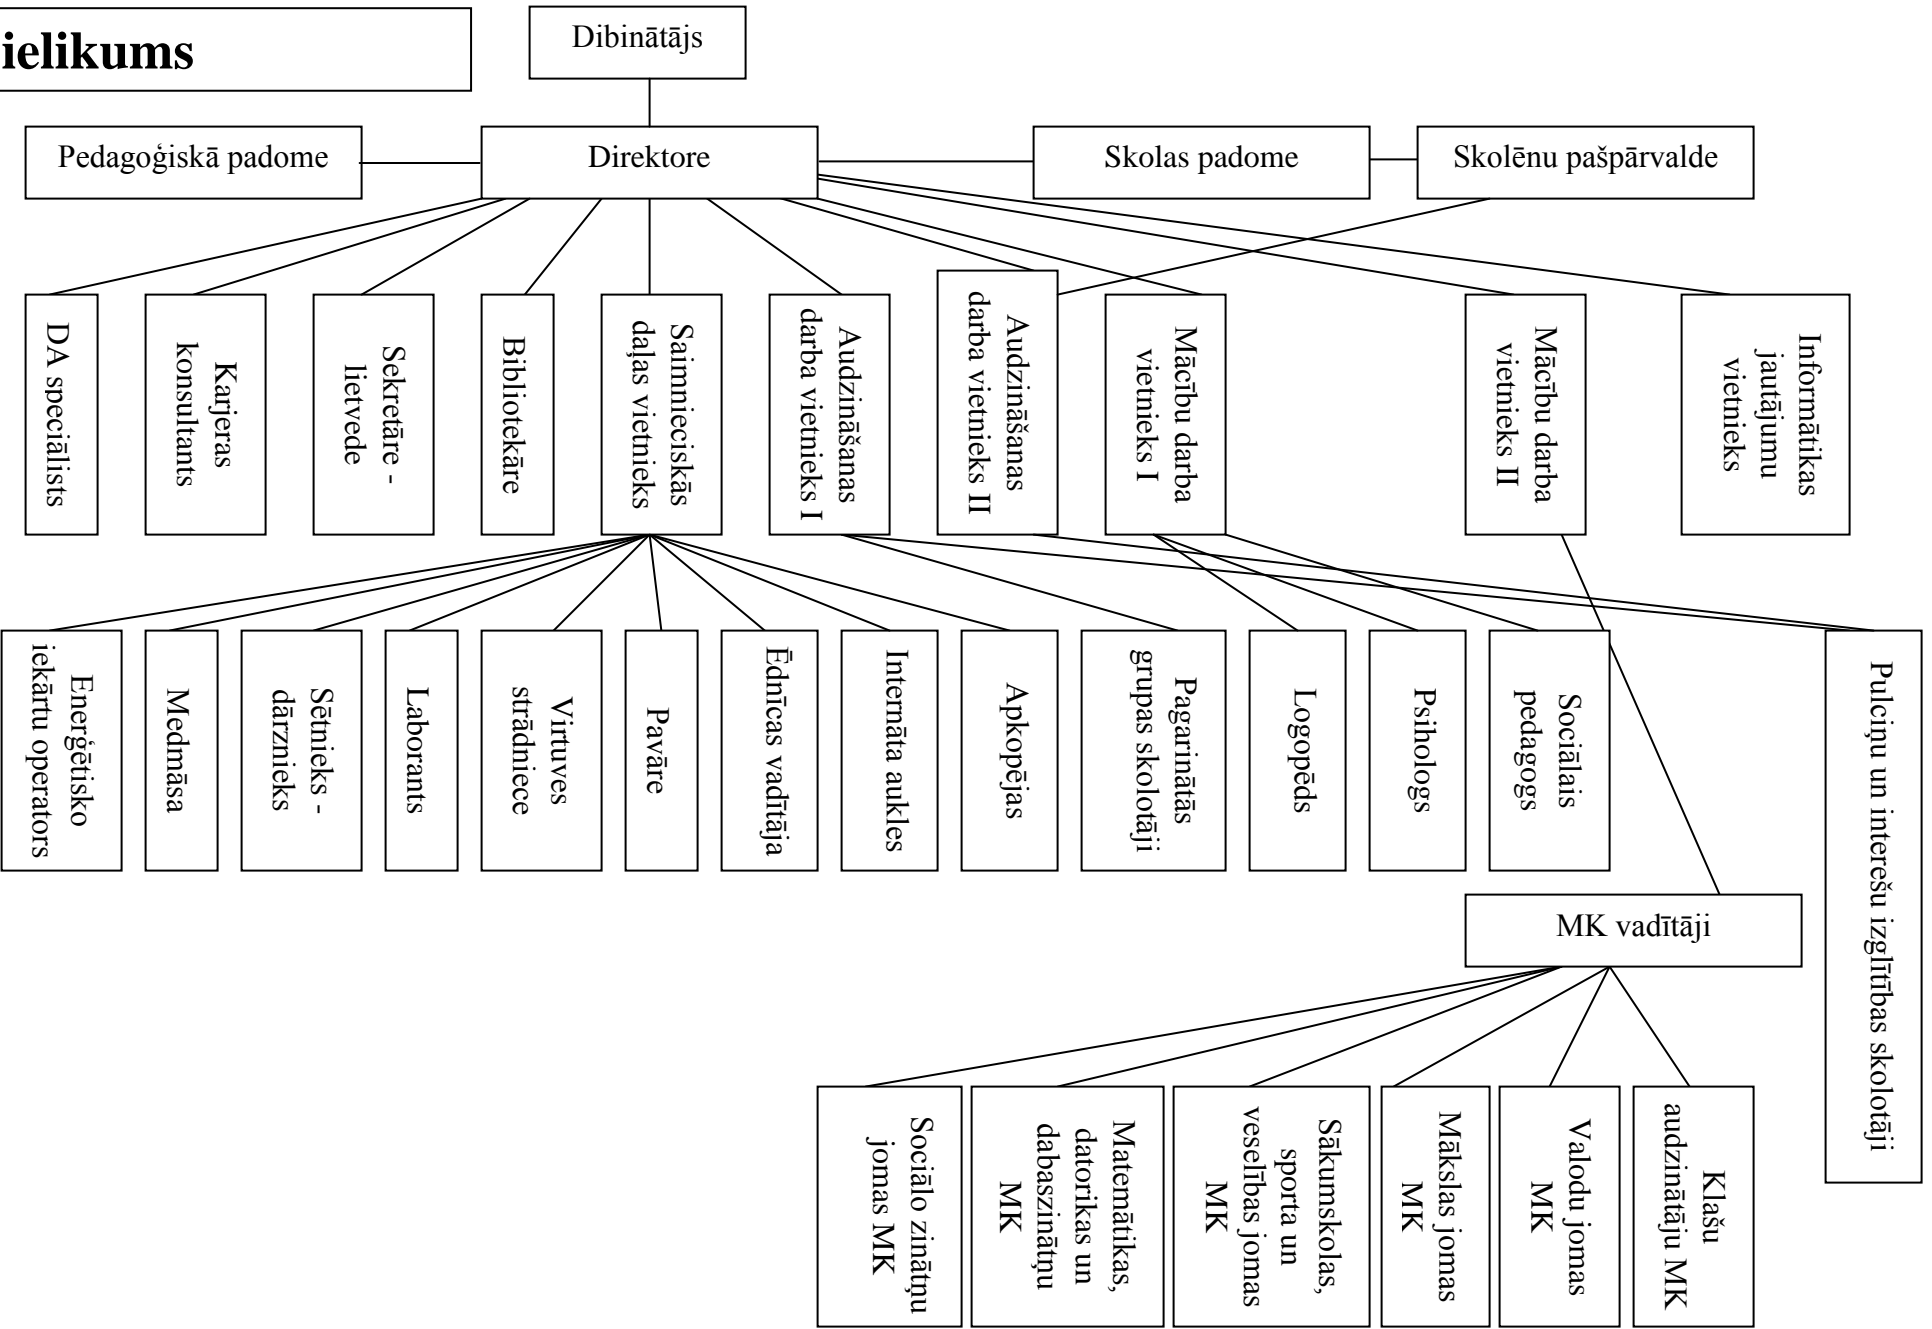 ielikums
Dibinātājs
Pedagoģiskā padome
Direktore
Skolas padome
Skolēnu pašpārvalde
DA speciālists
Karjeras
konsultants
Sekretāre -
lietvede
Bibliotekāre
Saimnieciskās
daļas vietnieks
Audzināšanas
darba vietnieks I
Audzināšanas
darba vietnieks II
Mācību darba
vietnieks I
Mācību darba
vietnieks II
Informātikas
jautājumu
vietnieks
Enerģētisko
iekārtu operators
Medmāsa
Sētnieks -
dārznieks
Laborants
Virtuves
strādniece
Pavāre
Ēdnīcas vadītāja
Internāta aukles
Apkopējas
Pagarinātās
grupas skolotāji
Logopēds
Psihologs
Sociālais
pedagogs
Pulciņu un interešu izglītības skolotāji
MK vadītāji
Sociālo zinātņu
jomas MK
Matemātikas,
datorikas un
dabaszinātņu
MK
Sākumskolas,
sporta un
veselības jomas
MK
Mākslas jomas
MK
Valodu jomas
MK
Klašu
audzinātāju MK